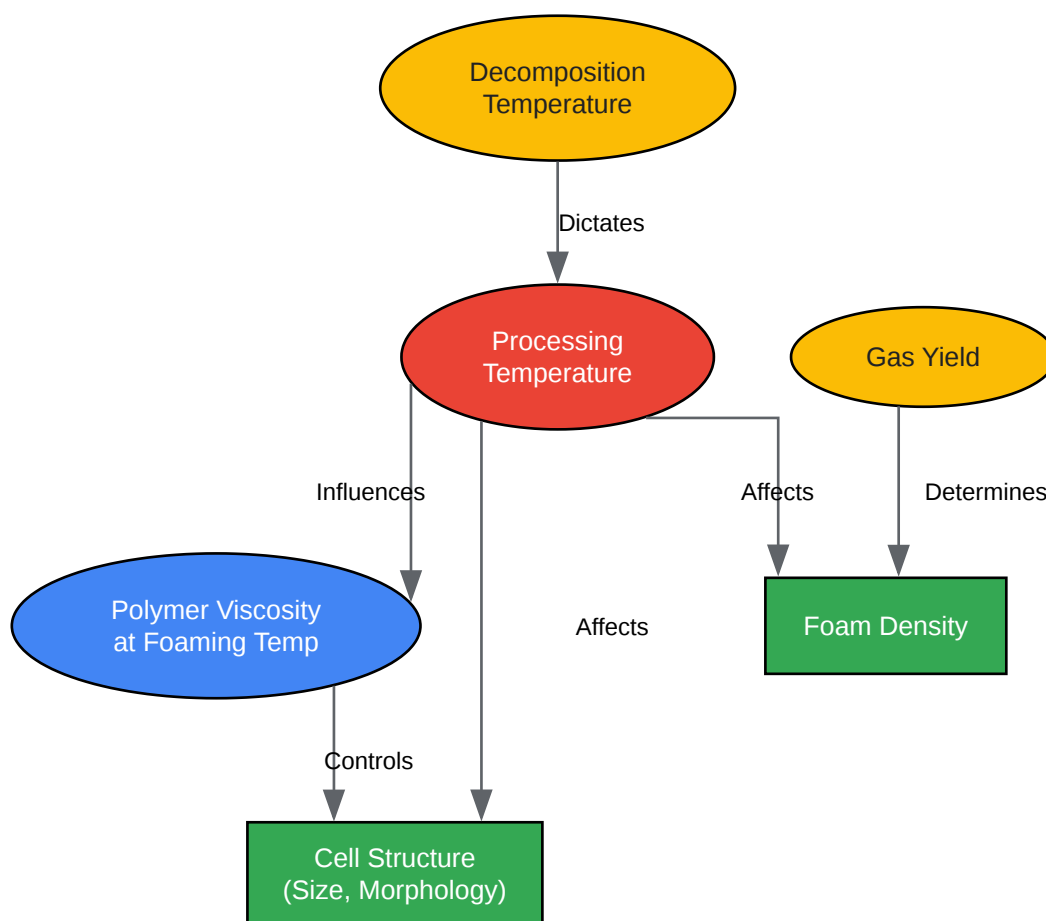 Decomposition
Temperature
Dictates
Processing
Temperature
Gas Yield
Influences
Affects
Determines
Polymer Viscosity
at Foaming Temp
Affects
Foam Density
Controls
Cell Structure
(Size, Morphology)